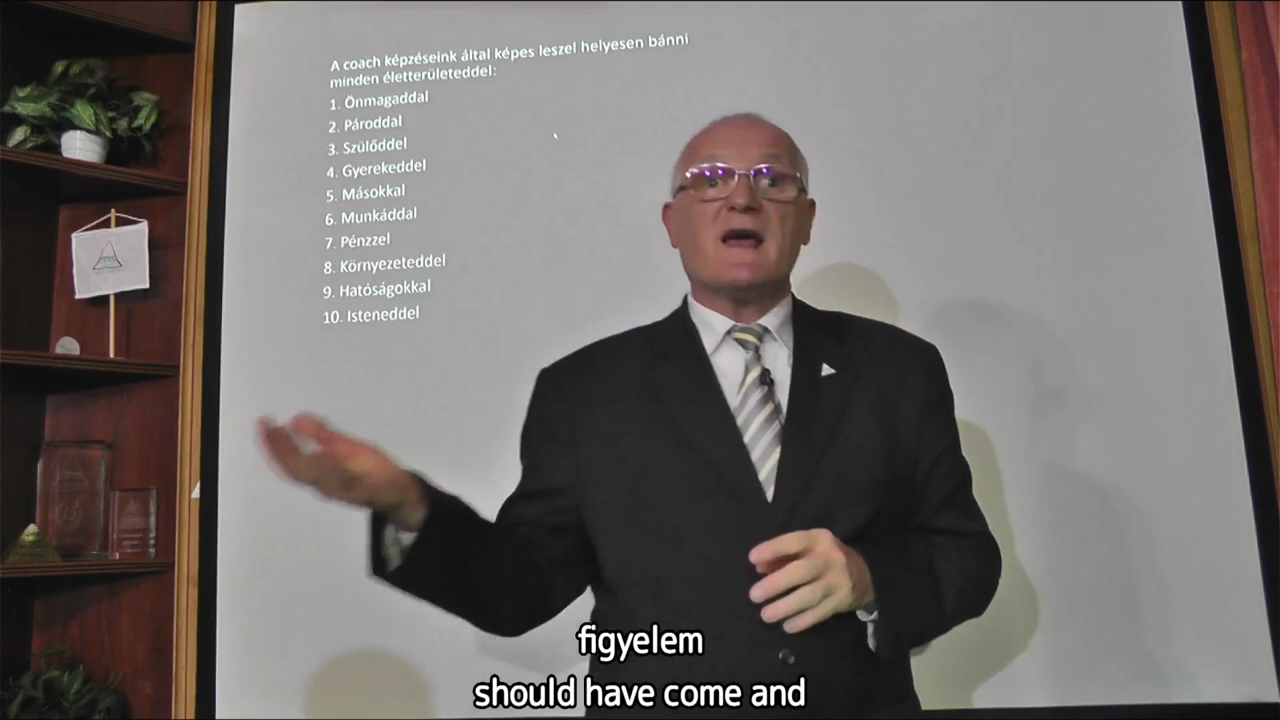 A coach képzéseink által képes leszel helyesen bánni
minden életterületeddel:
1. Önmagaddal
2. Pároddal
3. Szülőddel
4. Gyerekeddel
5. Másokkal
6. Munkáddal
7. Pénzzel
8. Környezeteddel
9. Hatóságokkal
10. Isteneddel
figyelem
should have come and